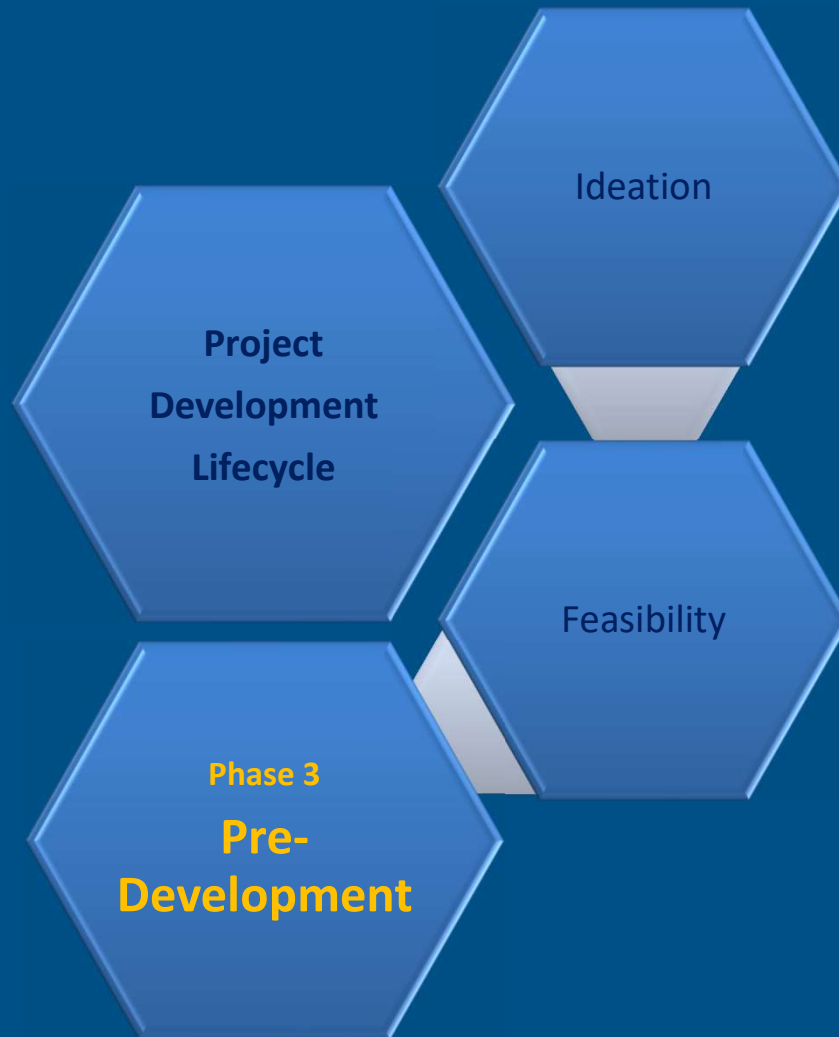 Ideation
Project
Development
Lifecycle
Feasibility
Phase 3
Pre-
Development